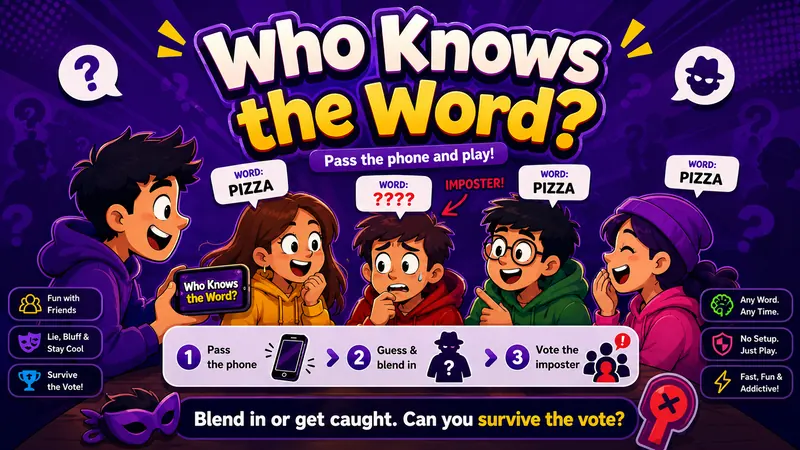 Who Knows
the Word?
Pass the phone and play!
WORD:
PIZZA
WORD:
????
IMPOSTER!
WORD:
PIZZA
WORD:
PIZZA
?
Who Knows
the Word?
Fun with
Friends
Lie, Bluff &
Stay Cool
Survive
the Vote!
1 Pass
the phone
2 Guess &
blend in
?
3 Vote the
imposter
!
Any Word.
Any Time.
No Setup.
Just Play.
Fast, Fun &
Addictive!
Blend in or get caught. Can you survive the vote?